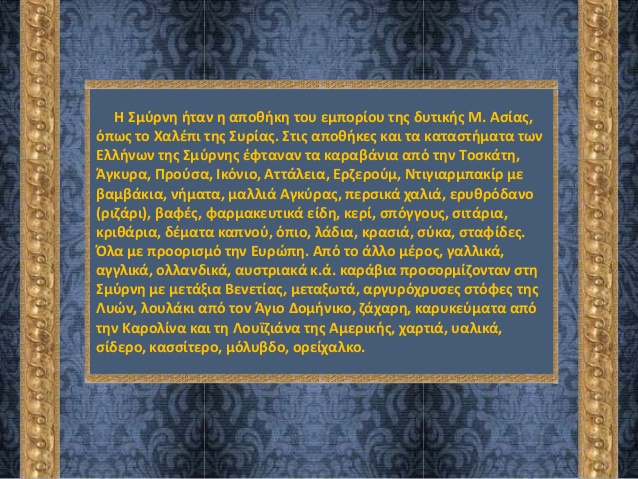 Η Σμύρνη ήταν η αποθήκη του εμπορίου της δυτικής Μ. Ασίας,
όπως το Χαλέπι της Συρίας. Στις αποθήκες και τα καταστήματα των
Ελλήνων της Σμύρνης έφταναν τα καραβάνια από την Τοσκάτη,
Άγκυρα, Προύσα, Ικόνιο, Αττάλεια, Ερζερούμ, Ντιγιαρμπακίρ με
βαμβάκια, νήματα, μαλλιά Αγκύρας, περσικά χαλιά, ερυθρόδανο
(ριζάρι), βαφές, φαρμακευτικά είδη, κερί, σπόγγους, σιτάρια,
κριθάρια, δέματα καπνού, όπιο, λάδια, κρασιά, σύκα, σταφίδες.
Όλα με προορισμό την Ευρώπη. Από το άλλο μέρος, γαλλικά,
αγγλικά, ολλανδικά, αυστριακά κ.ά. καράβια προσορμίζονταν στη
Σμύρνη με μετάξια Βενετίας, μεταξωτά, αργυρόχρυσες στόφες της
Λυών, λουλάκι από τον Άγιο Δομήνικο, ζάχαρη, καρυκεύματα από
την Καρολίνα και τη Λουϊζιάνα της Αμερικής, χαρτιά, υαλικά,
σίδερο, κασσίτερο, μόλυβδο, ορείχαλκο.